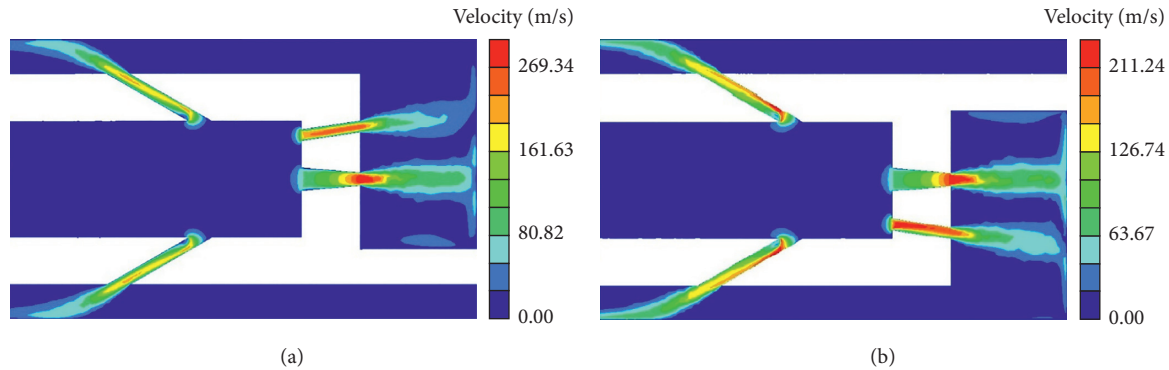 Velocity (m/s)
269.34
161.63
80.82
0.00
(a)
Velocity (m/s)
211.24
126.74
63.67
0.00
(b)